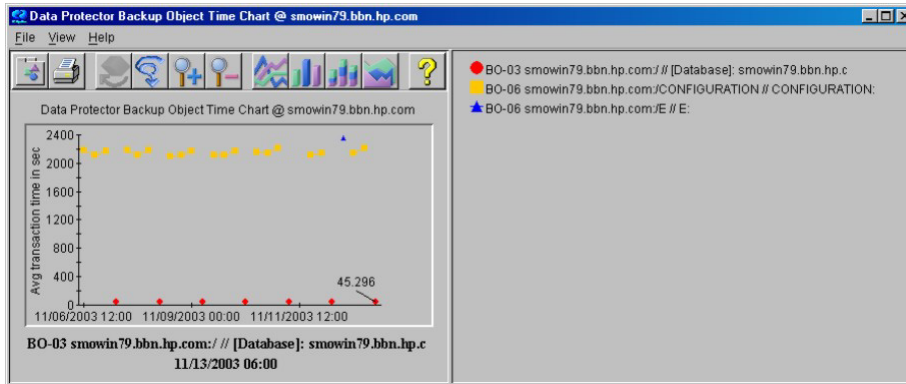 Data Protector Backup Object Time Chart @ smowin79.bbn.hp.com
File View Help
Data Protector Backup Object Time Chart @ smowin79.bbn.hp.com
Avg transaction time in sec
2400
2000
1600
1200
800
400
0
45.296
11/06/2003 12:00 11/09/2003 00:00 11/11/2003 12:00
BO-03 smowin79.bbn.hp.com:/ // [Database]: smowin79.bbn.hp.c
11/13/2003 06:00
BO-03 smowin79.bbn.hp.com:/ // [Database]: smowin79.bbn.hp.c
BO-06 smowin79.bbn.hp.com:/CONFIGURATION // CONFIGURATION:
BO-06 smowin79.bbn.hp.com:/E // E: